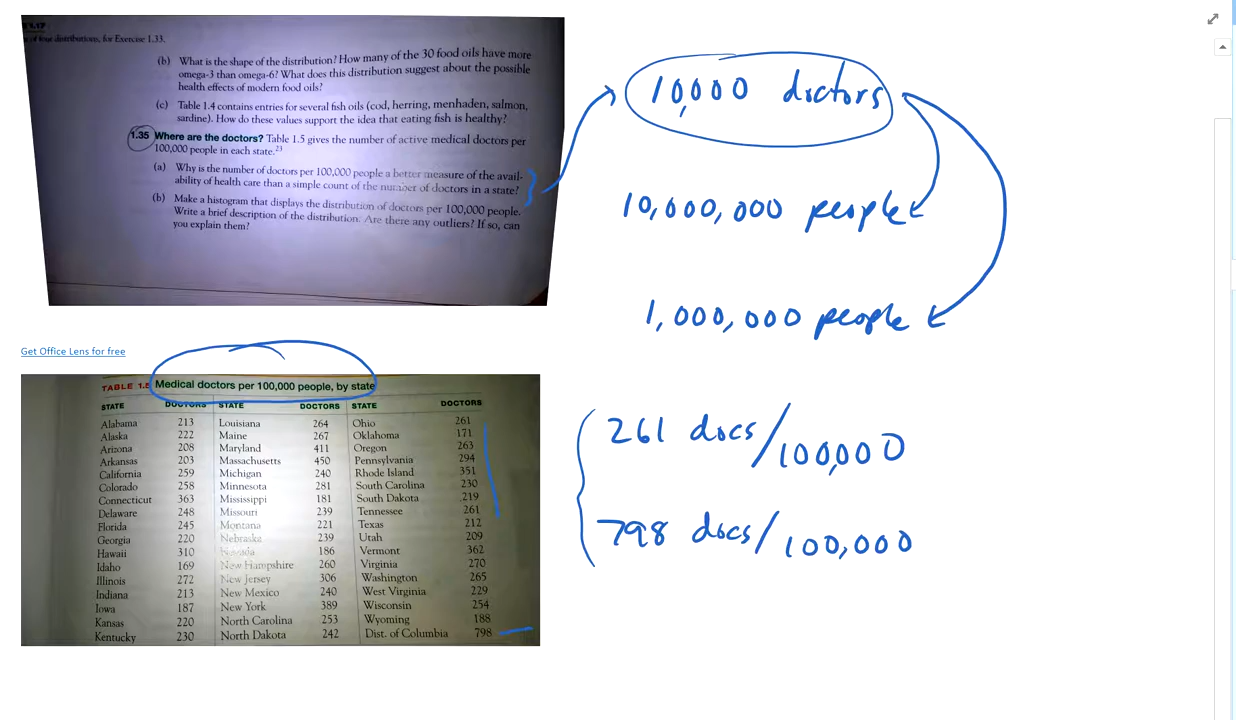 of four distributions, for Exercise 1.33.
(b) What is the shape of the distribution? How many of the 30 food oils have more
omega-3 than omega-6? What does this distribution suggest about the possible
health effects of modern food oils?
(c) Table 1.4 contains entries for several fish oils (cod, herring, menhaden, salmon,
sardine). How do these values support the idea that eating fish is healthy?
1.35 Where are the doctors? Table 1.5 gives the number of active medical doctors per
100,000 people in each state.23
(a) Why is the number of doctors per 100,000 people a better measure of the avail-
ability of health care than a simple count of the number of doctors in a state?
(b) Make a histogram that displays the distribution of doctors per 100,000 people.
Write a brief description of the distribution. Are there any outliers? If so, can
you explain them?
10,000 doctors
10,000,000 people
1,000,000 people
Get Office Lens for free
TABLE 1.5 Medical doctors per 100,000 people, by state
STATE DOCTORS STATE DOCTORS STATE DOCTORS
Alabama 213 Louisiana 264 Ohio 261
Alaska 222 Maine 267 Oklahoma 171
Arizona 208 Maryland 411 Oregon 263
Arkansas 203 Massachusetts 450 Pennsylvania 294
California 259 Michigan 240 Rhode Island 351
Colorado 258 Minnesota 281 South Carolina 230
Connecticut 363 Mississippi 181 South Dakota 219
Delaware 248 Missouri 239 Tennessee 261
Florida 245 Montana 221 Texas 212
Georgia 220 Nebraska 239 Utah 209
Hawaii 310 Nevada 186 Vermont 362
Idaho 169 New Hampshire 260 Virginia 270
Illinois 272 New Jersey 306 Washington 265
Indiana 213 New Mexico 240 West Virginia 229
Iowa 187 New York 389 Wisconsin 254
Kansas 220 North Carolina 253 Wyoming 188
Kentucky 230 North Dakota 242 Dist. of Columbia 798
261 docs/100,000
798 docs/100,000